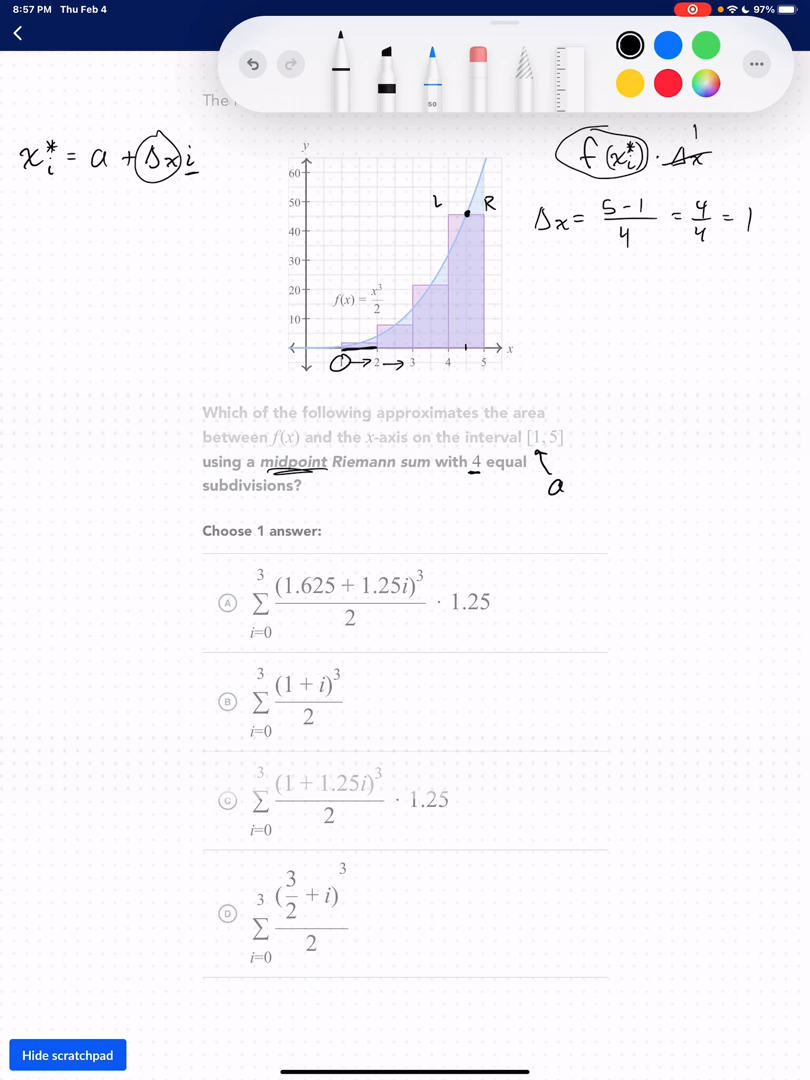 8:57 PM Thu Feb 4
97%
50
The
x_i^* = a + Δx i
f(x_i^*) · Δx 1
Δx = (5 - 1)/4 = 4/4 = 1
y
60
50
40
30
20
10
L R
f(x) = x³/2
1 2 3 4 5
x
Which of the following approximates the area
between f(x) and the x-axis on the interval [1, 5]
using a midpoint Riemann sum with 4 equal
subdivisions?
a
Choose 1 answer:
A ∑_{i=0}^{3} (1.625 + 1.25i)³/2 · 1.25
B ∑_{i=0}^{3} (1 + i)³/2
C ∑_{i=0}^{3} (1 + 1.25i)³/2 · 1.25
D ∑_{i=0}^{3} (3/2 + i)³/2
Hide scratchpad